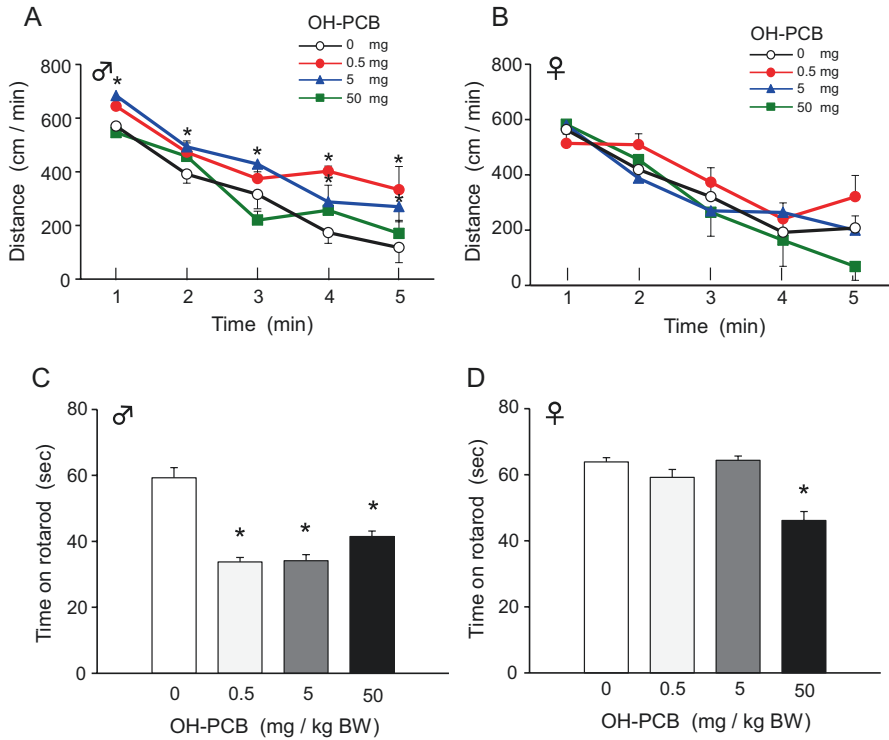 A
OH-PCB
0 mg
0.5 mg
5 mg
50 mg
♂
Distance (cm / min)
800
600
400
200
0
* * * * * * *
1 2 3 4 5
Time (min)
B
OH-PCB
0 mg
0.5 mg
5 mg
50 mg
♀
Distance (cm / min)
800
600
400
200
0
1 2 3 4 5
Time (min)
C
♂
Time on rotarod (sec)
80
60
40
20
0
* * *
0 0.5 5 50
OH-PCB (mg / kg BW)
D
♀
Time on rotarod (sec)
80
60
40
60
0
*
0 0.5 5 50
OH-PCB (mg / kg BW)